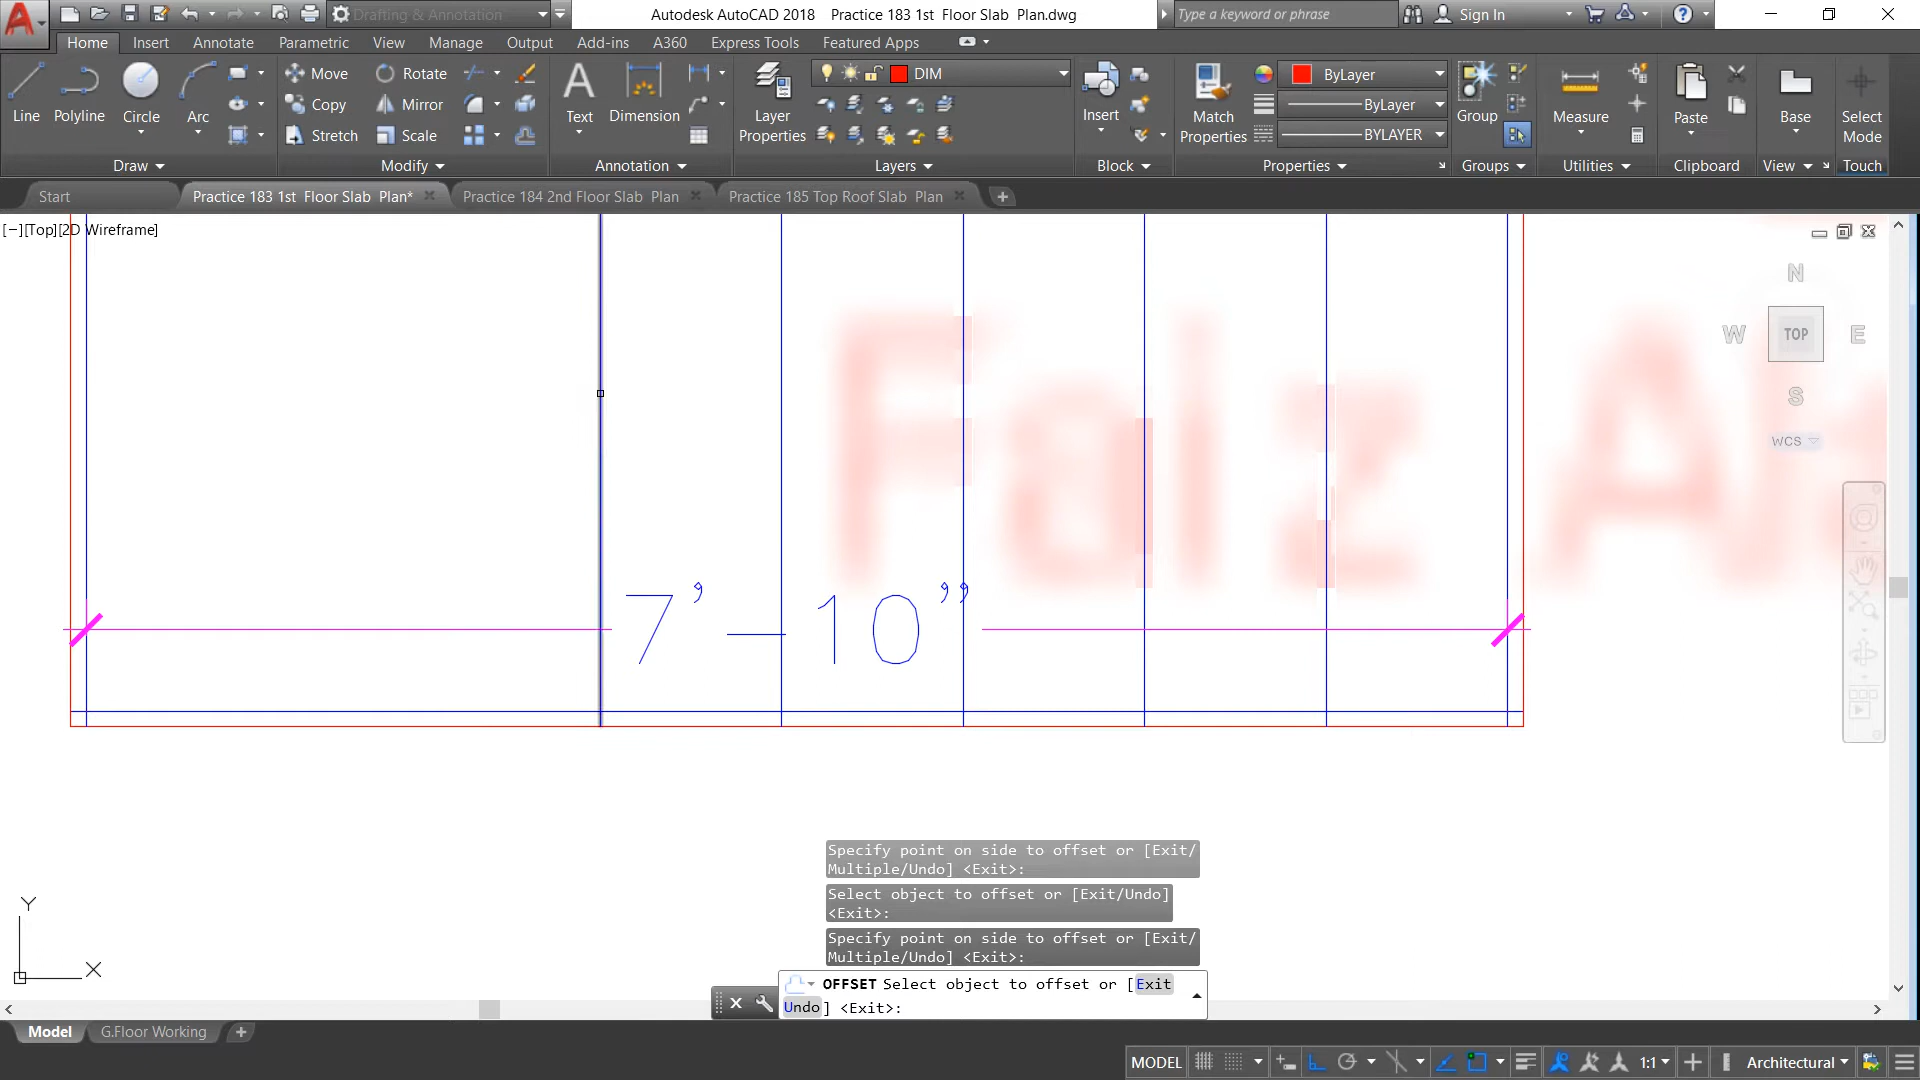 Drafting & Annotation
Autodesk AutoCAD 2018 Practice 183 1st Floor Slab Plan.dwg
Type a keyword or phrase
Sign In
Home Insert Annotate Parametric View Manage Output Add-ins A360 Express Tools Featured Apps
Line
Polyline
Circle
Arc
Move
Rotate
Copy
Mirror
Stretch
Scale
Text
Dimension
Layer
Properties
DIM
Insert
Match
Properties
ByLayer
ByLayer
BYLAYER
Group
Measure
Paste
Base
Select
Mode
Draw
Modify
Annotation
Layers
Block
Properties
Groups
Utilities
Clipboard
View
Touch
Start
Practice 183 1st Floor Slab Plan*
Practice 184 2nd Floor Slab Plan
Practice 185 Top Roof Slab Plan
[−][Top][2D Wireframe]
N
W
TOP
E
S
WCS
7'-10''
Y
X
Specify point on side to offset or [Exit/
Multiple/Undo] <Exit>:
Select object to offset or [Exit/Undo]
<Exit>:
Specify point on side to offset or [Exit/
Multiple/Undo] <Exit>:
OFFSET Select object to offset or [Exit
Undo] <Exit>:
Model
G.Floor Working
MODEL
1:1
Architectural